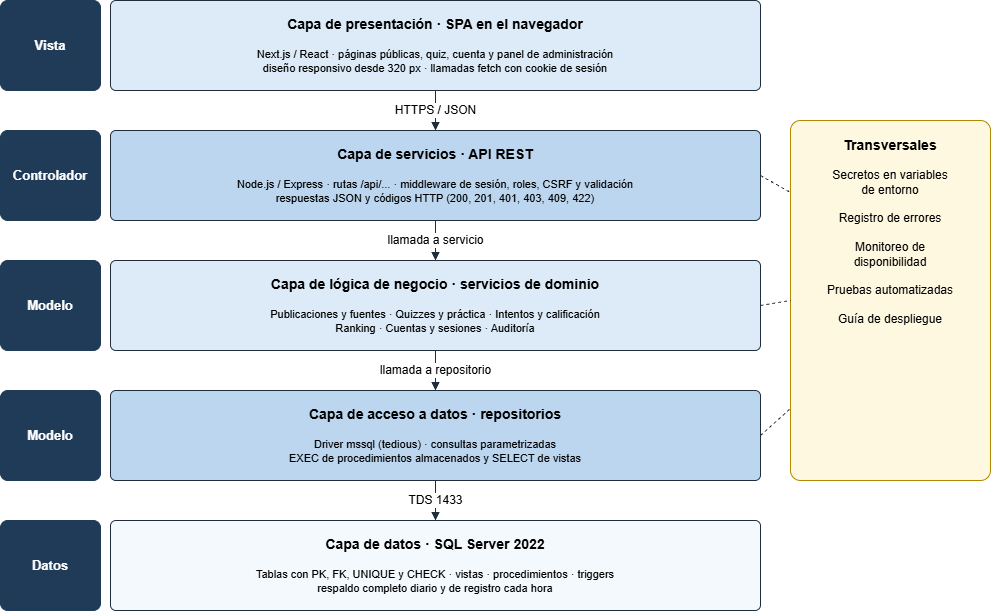 Vista
Capa de presentación · SPA en el navegador
Next.js / React · páginas públicas, quiz, cuenta y panel de administración
diseño responsivo desde 320 px · llamadas fetch con cookie de sesión
HTTPS / JSON
Controlador
Capa de servicios · API REST
Node.js / Express · rutas /api/... · middleware de sesión, roles, CSRF y validación
respuestas JSON y códigos HTTP (200, 201, 401, 403, 409, 422)
llamada a servicio
Modelo
Capa de lógica de negocio · servicios de dominio
Publicaciones y fuentes · Quizzes y práctica · Intentos y calificación
Ranking · Cuentas y sesiones · Auditoría
llamada a repositorio
Modelo
Capa de acceso a datos · repositorios
Driver mssql (tedious) · consultas parametrizadas
EXEC de procedimientos almacenados y SELECT de vistas
TDS 1433
Datos
Capa de datos · SQL Server 2022
Tablas con PK, FK, UNIQUE y CHECK · vistas · procedimientos · triggers
respaldo completo diario y de registro cada hora
Transversales
Secretos en variables
de entorno
Registro de errores
Monitoreo de
disponibilidad
Pruebas automatizadas
Guía de despliegue